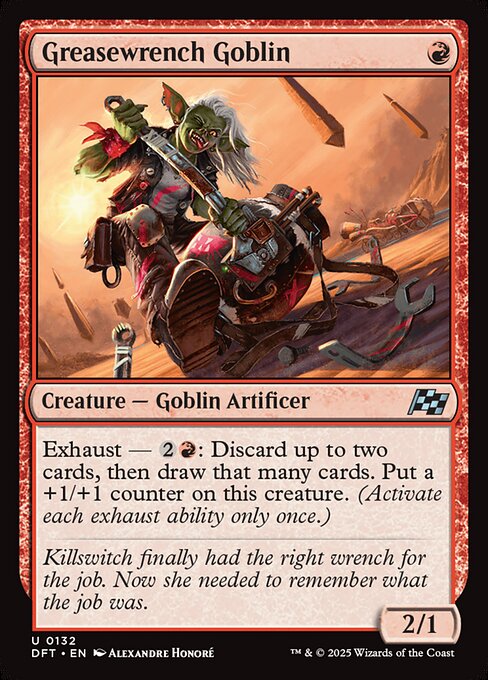 Greasewrench Goblin
Creature — Goblin Artificer
Exhaust — 2: Discard up to two
cards, then draw that many cards. Put a
+1/+1 counter on this creature. (Activate
each exhaust ability only once.)
Killswitch finally had the right wrench for
the job. Now she needed to remember what
the job was.
2/1
U 0132
DFT • EN Alexandre Honoré
™ & © 2025 Wizards of the Coast